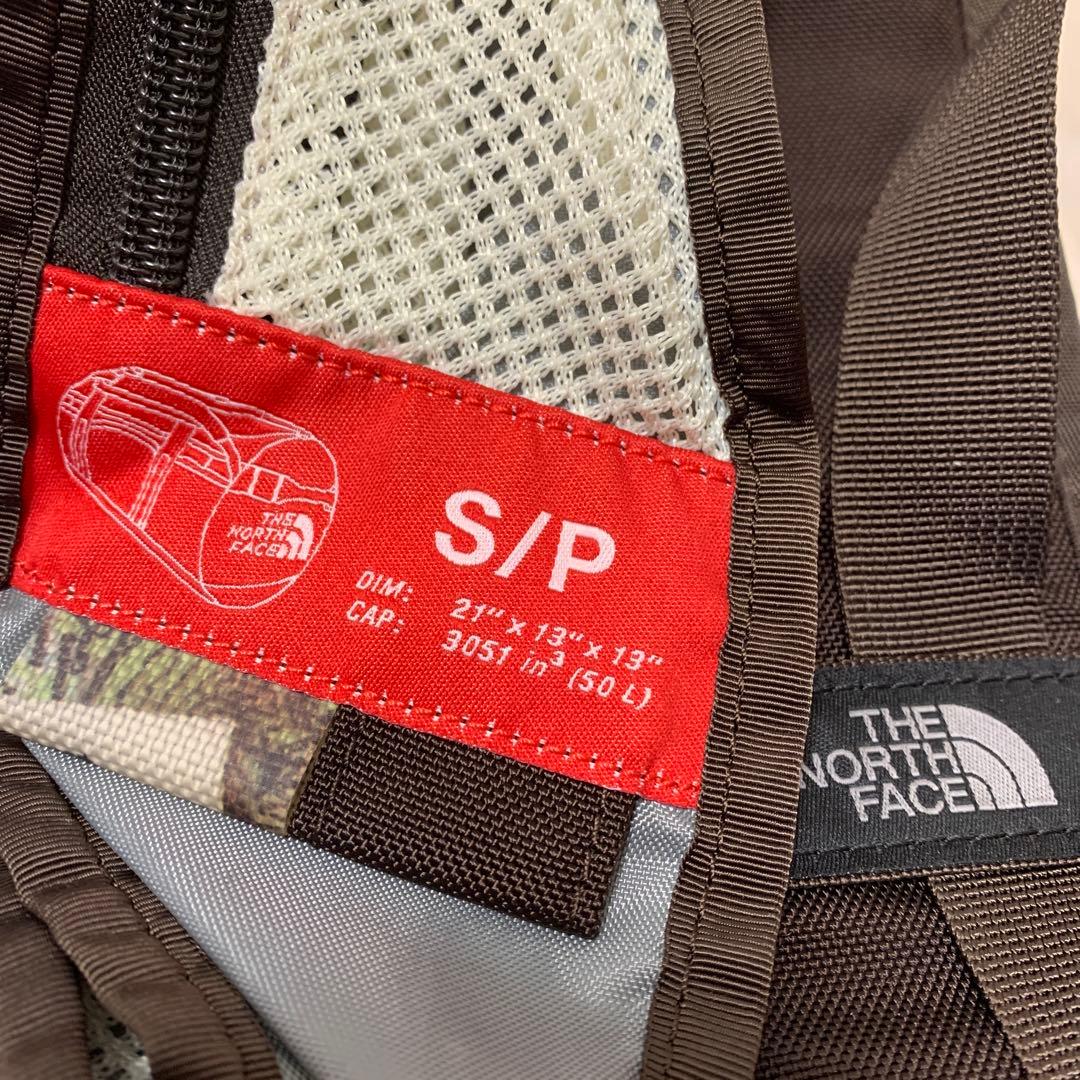 THE
NORTH
FACE
S/P
DIM: 21" x 13" x 13"
CAP: 3051 in³ (50 L)
THE
NORTH
FACE